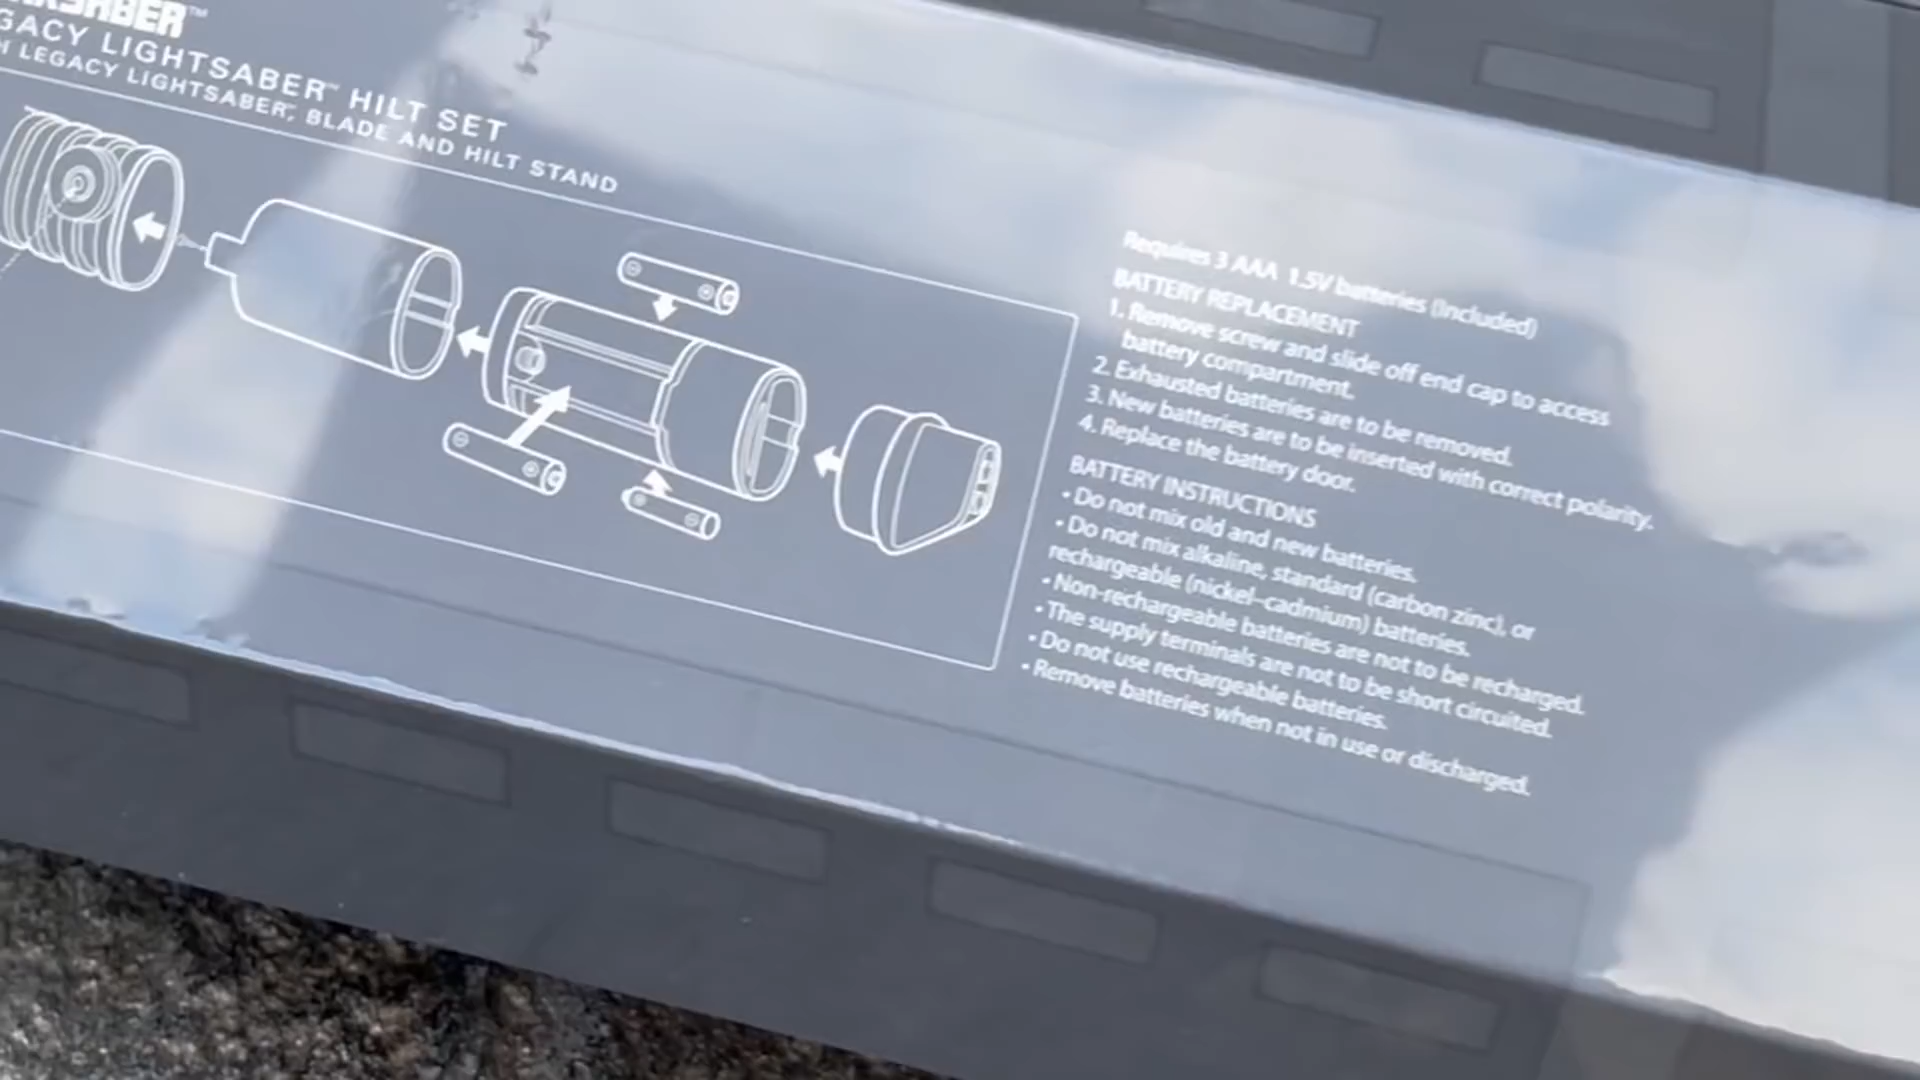 LIGHTSABER™ HILT SET
LEGACY LIGHTSABER™, BLADE AND HILT STAND
Requires 3 AAA 1.5V batteries (Included)
BATTERY REPLACEMENT
1. Remove screw and slide off end cap to access
battery compartment.
2. Exhausted batteries are to be removed.
3. New batteries are to be inserted with correct polarity.
4. Replace the battery door.
BATTERY INSTRUCTIONS
• Do not mix old and new batteries.
• Do not mix alkaline, standard (carbon zinc), or
rechargeable (nickel–cadmium) batteries.
• Non-rechargeable batteries are not to be recharged.
• The supply terminals are not to be short circuited.
• Do not use rechargeable batteries.
• Remove batteries when not in use or discharged.